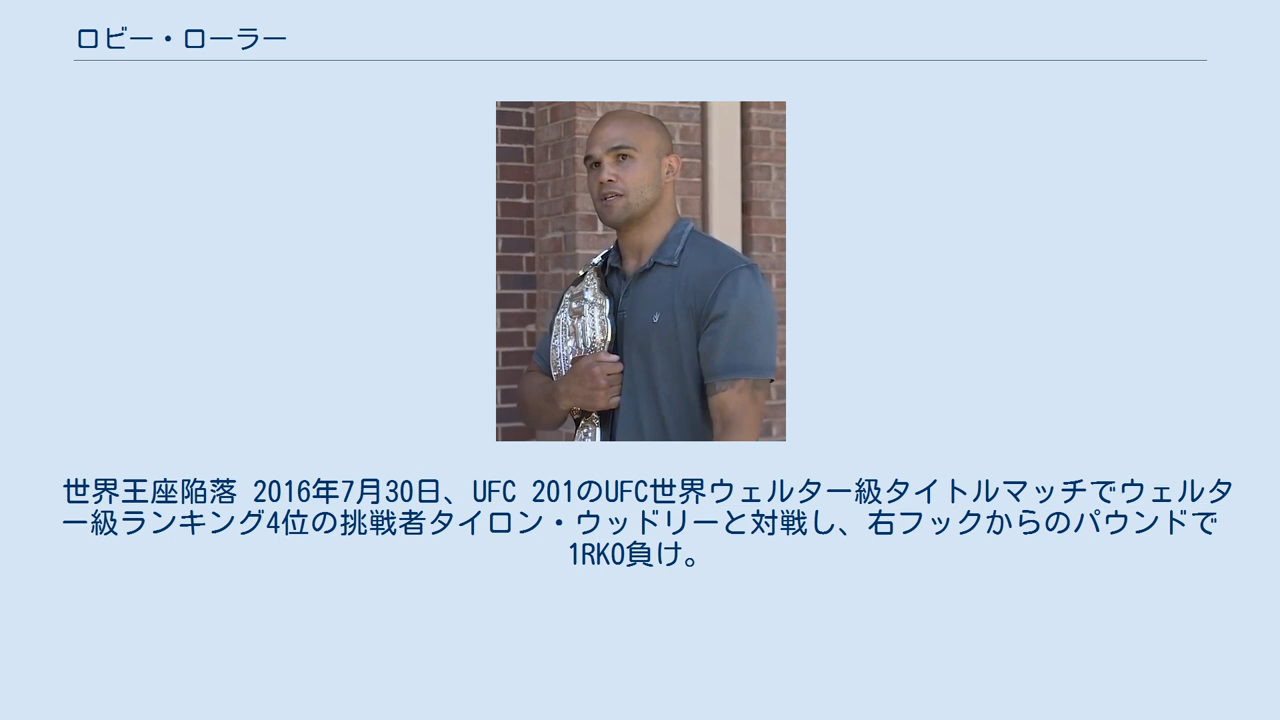 ロビー・ローラー
世界王座陥落 2016年7月30日、UFC 201のUFC世界ウェルター級タイトルマッチでウェルタ
ー級ランキング4位の挑戦者タイロン・ウッドリーと対戦し、右フックからのパウンドで
1RKO負け。